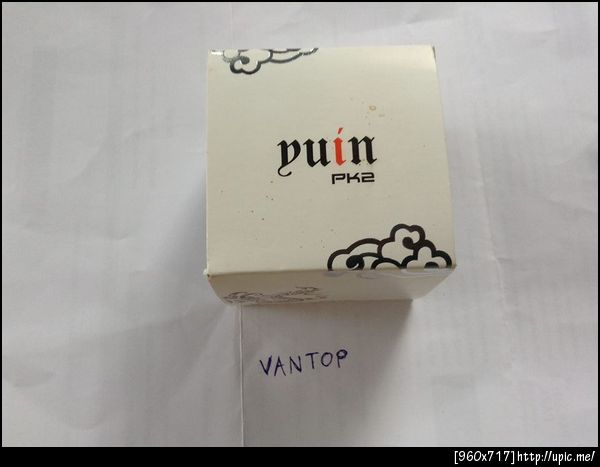 yuin
PK2
VANTOP
[960x717]http://upic.me/